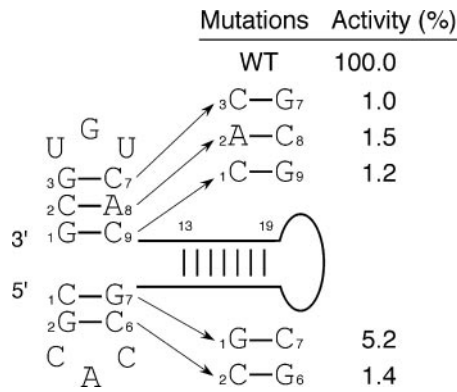 Mutations Activity (%)
WT 100.0
3C–G7 1.0
2A–C8 1.5
1C–G9 1.2
G
U U
3G–C7
2C–A8
1G–C9
3' 13 19
5'
1C–G7
2G–C6
C C
A
1G–C7 5.2
2C–G6 1.4